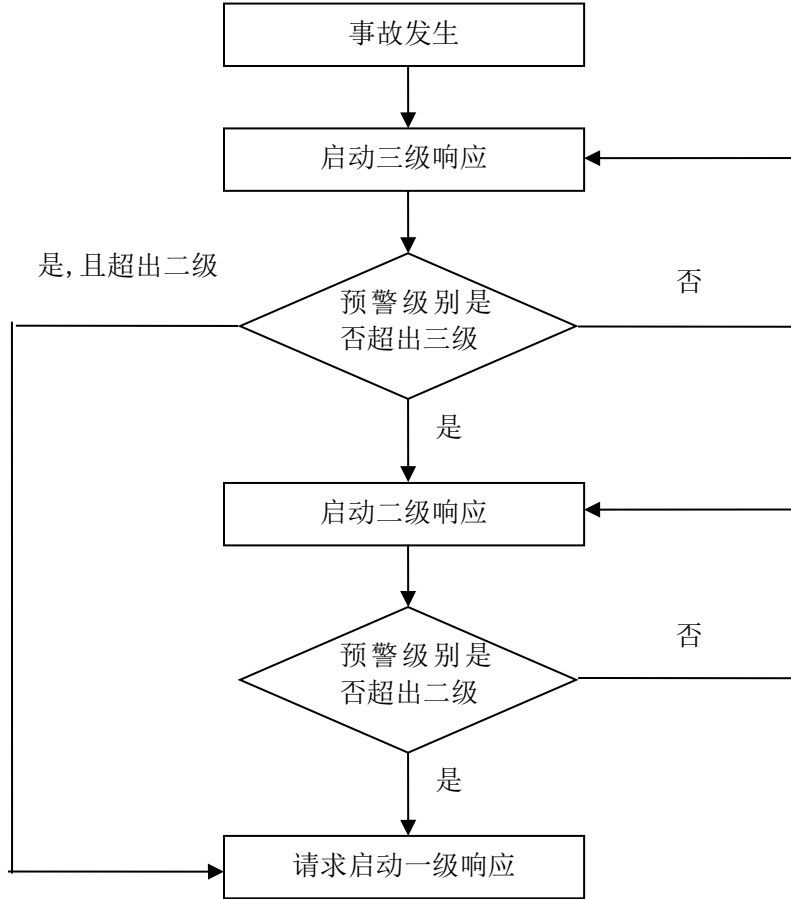 事故发生
启动三级响应
是,且超出二级
否
预警级别是
否超出三级
是
启动二级响应
否
预警级别是
否超出二级
是
请求启动一级响应